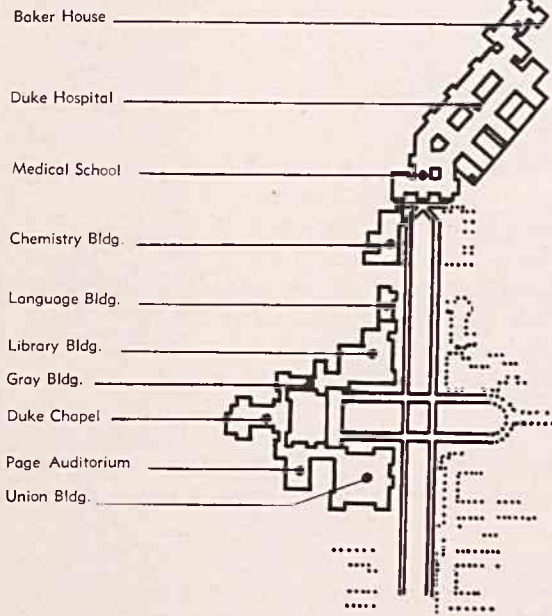 Baker House
Duke Hospital
Medical School
Chemistry Bldg.
Language Bldg.
Library Bldg.
Gray Bldg.
Duke Chapel
Page Auditorium
Union Bldg.